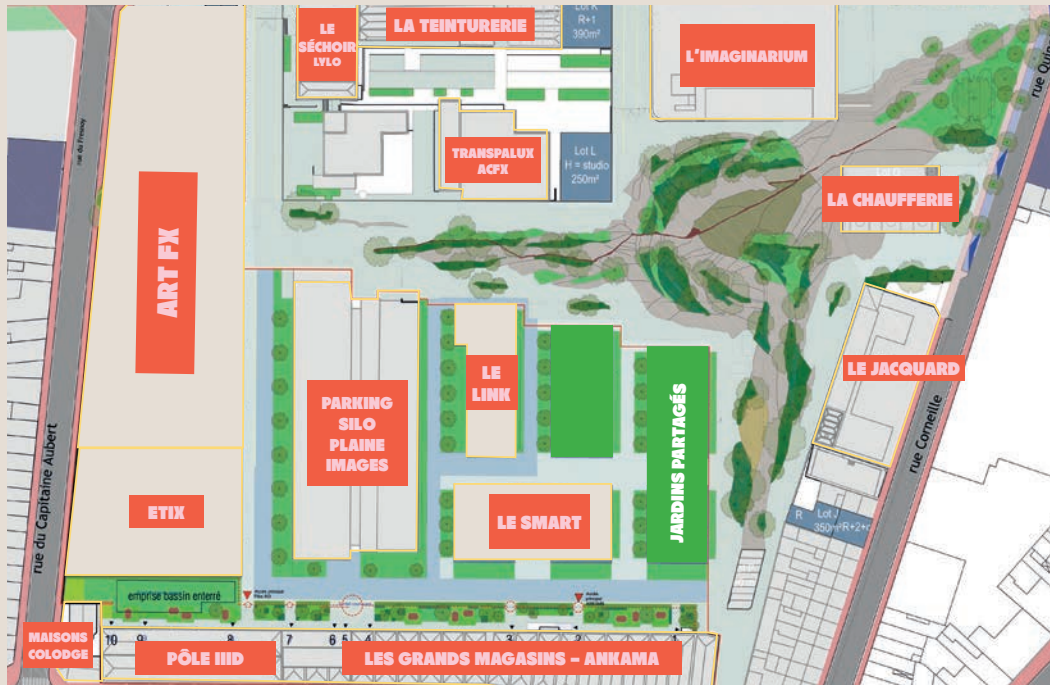 LE
SÉCHOIR
LYLO
LA TEINTURERIE
Lot K
R+1
390m²
L'IMAGINARIUM
rue du Fresnoy
TRANSPALUX
ACFX
Lot L
H = studio
250m²
LA CHAUFFERIE
ART FX
PARKING
SILO
PLAINE
IMAGES
LE
LINK
JARDINS PARTAGÉS
LE JACQUARD
rue Corneille
rue du Capitaine Aubert
ETIX
LE SMART
R
Lot J
350m²
emprise bassin enterré
10 9 8 7 6 5 4 3 2 1
MAISONS
COLODGE
PÔLE IIID
LES GRANDS MAGASINS – ANKAMA